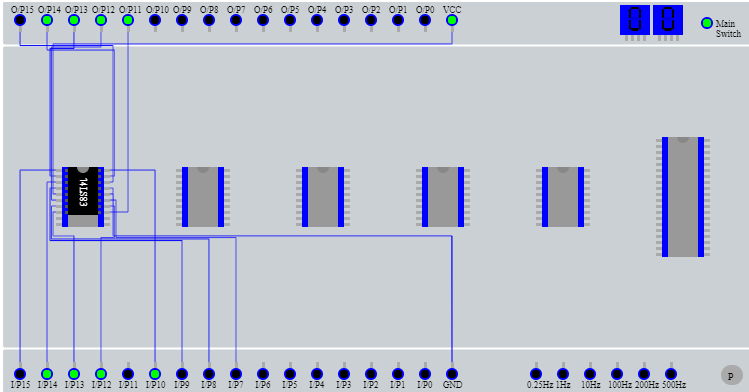 O/P15 O/P14 O/P13 O/P12 O/P11 O/P10 O/P9 O/P8 O/P7 O/P6 O/P5 O/P4 O/P3 O/P2 O/P1 O/P0 VCC
00
Main
Switch
74LS83
I/P15 I/P14 I/P13 I/P12 I/P11 I/P10 I/P9 I/P8 I/P7 I/P6 I/P5 I/P4 I/P3 I/P2 I/P1 I/P0 GND 0.25Hz 1Hz 10Hz 100Hz 200Hz 500Hz P